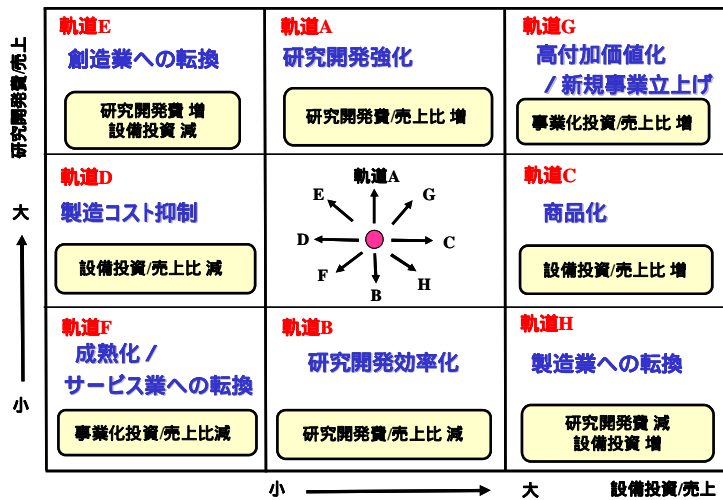 研究開発費/売上
大
小
軌道E
創造業への転換
研究開発費 増
設備投資 減
軌道A
研究開発強化
研究開発費/売上比 増
軌道G
高付加価値化
/ 新規事業立上げ
事業化投資/売上比 増
軌道D
製造コスト抑制
設備投資/売上比 減
軌道A
E
G
D
C
F
B
H
軌道C
商品化
設備投資/売上比 増
軌道F
成熟化 /
サービス業への転換
事業化投資/売上比減
軌道B
研究開発効率化
研究開発費/売上比 減
軌道H
製造業への転換
研究開発費 減
設備投資 増
小
大
設備投資/売上